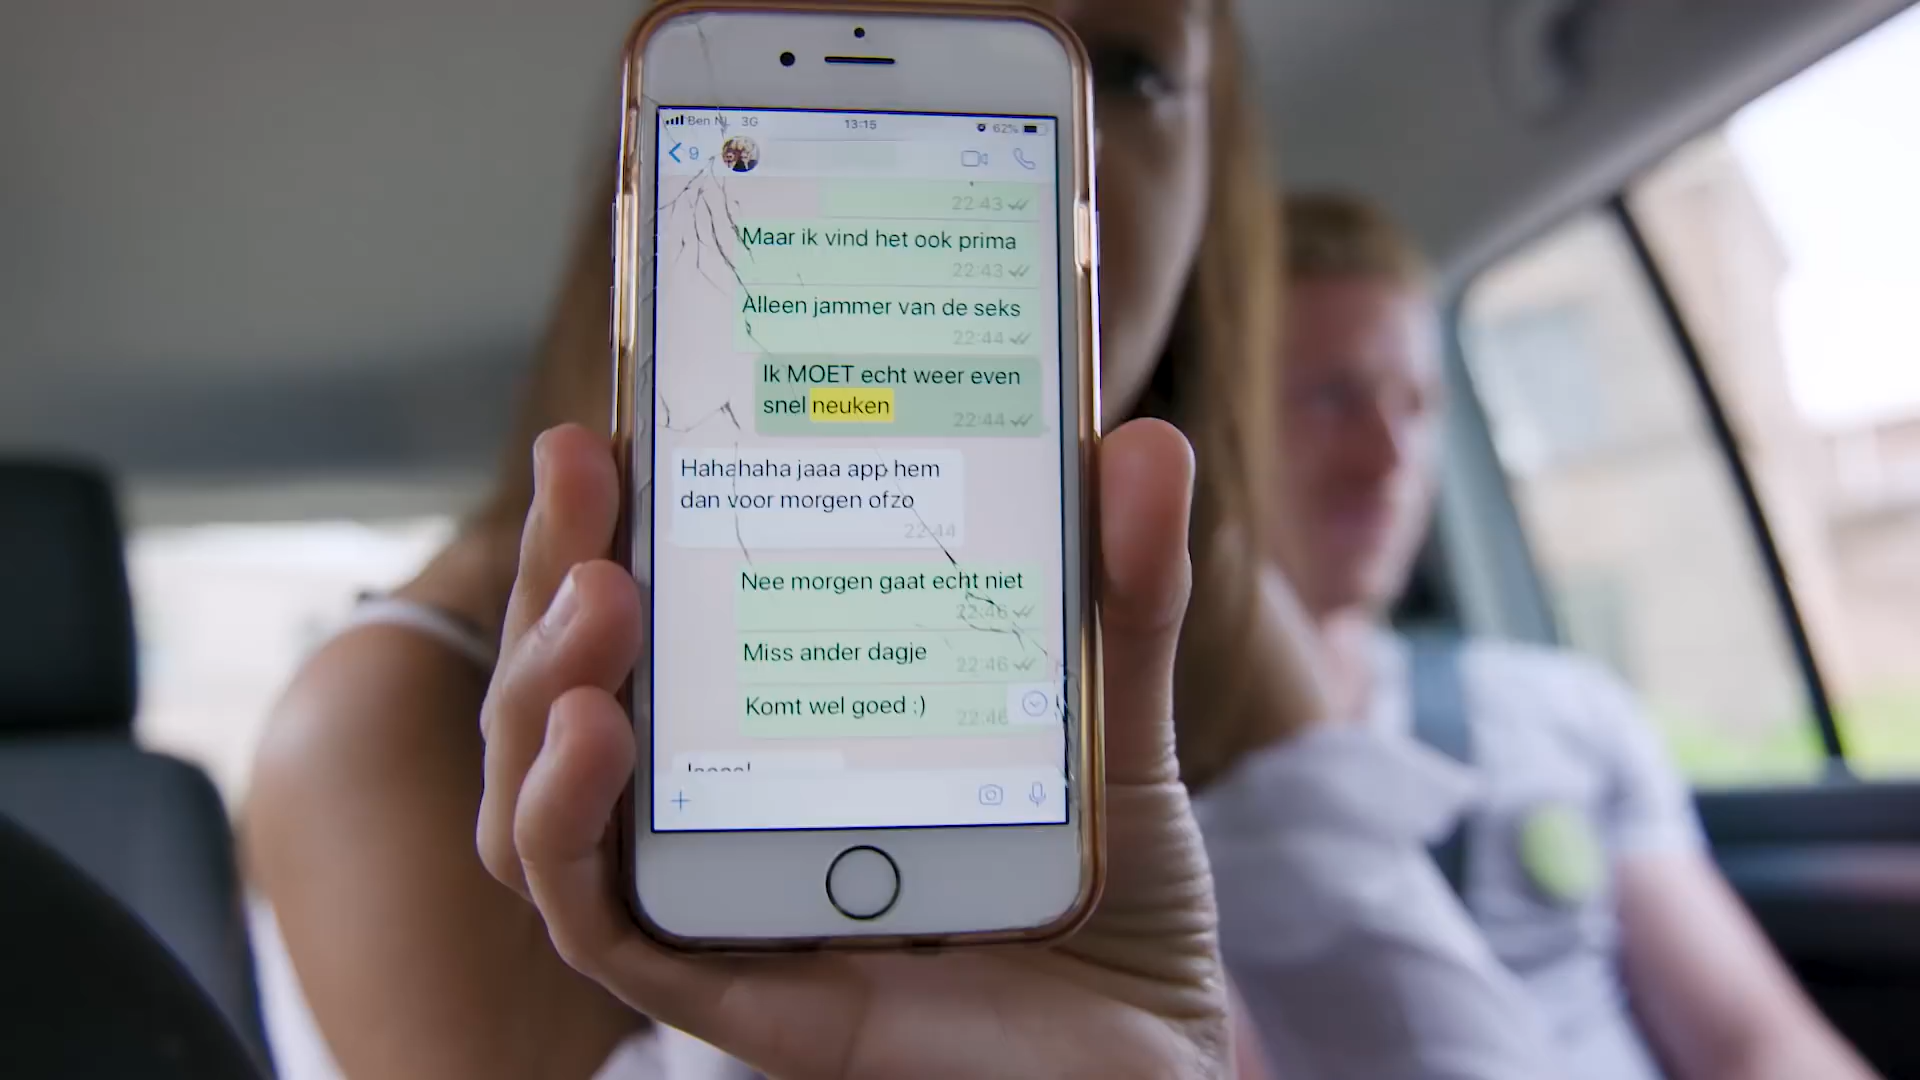 Ben NL 3G 13:15 62%
9
22:43
Maar ik vind het ook prima
22:43
Alleen jammer van de seks
22:44
Ik MOET echt weer even
snel neuken
22:44
Hahahaha jaaa app hem
dan voor morgen ofzo
22:44
Nee morgen gaat echt niet
22:46
Miss ander dagje
22:46
Komt wel goed :)
22:46